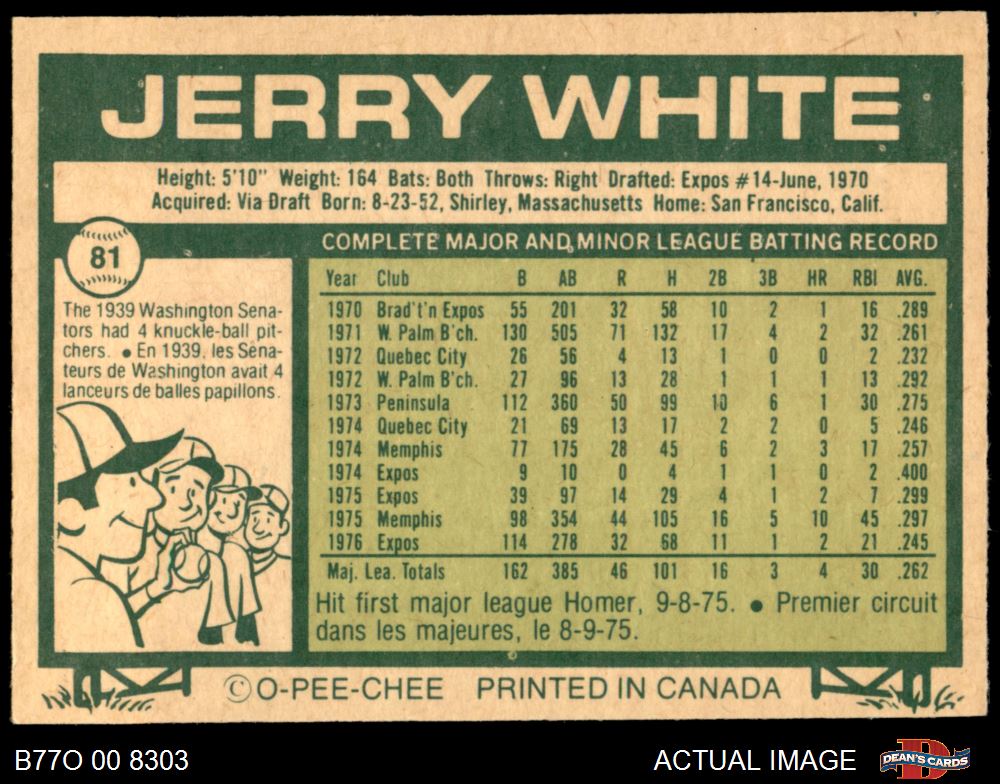 JERRY WHITE
Height: 5'10" Weight: 164 Bats: Both Throws: Right Drafted: Expos #14-June, 1970
Acquired: Via Draft Born: 8-23-52, Shirley, Massachusetts Home: San Francisco, Calif.
81
The 1939 Washington Sena-
tors had 4 knuckle-ball pit-
chers. ● En 1939, les Séna-
teurs de Washington avait 4
lanceurs de balles papillons.
COMPLETE MAJOR AND MINOR LEAGUE BATTING RECORD
Year Club B AB R H 2B 3B HR RBI AVG.
1970 Brad't'n Expos 55 201 32 58 10 2 1 16 .289
1971 W. Palm B'ch. 130 505 71 132 17 4 2 32 .261
1972 Quebec City 26 56 4 13 1 0 0 2 .232
1972 W. Palm B'ch. 27 96 13 28 1 1 1 13 .292
1973 Peninsula 112 360 50 99 10 6 1 30 .275
1974 Quebec City 21 69 13 17 2 2 0 5 .246
1974 Memphis 77 175 28 45 6 2 3 17 .257
1974 Expos 9 10 0 4 1 1 0 2 .400
1975 Expos 39 97 14 29 4 1 2 7 .299
1975 Memphis 98 354 44 105 16 5 10 45 .297
1976 Expos 114 278 32 68 11 1 2 21 .245
Maj. Lea. Totals 162 385 46 101 16 3 4 30 .262
Hit first major league Homer, 9-8-75. ● Premier circuit
dans les majeures, le 8-9-75.
© O-PEE-CHEE PRINTED IN CANADA
B77O 00 8303 ACTUAL IMAGE DEAN'S CARDS